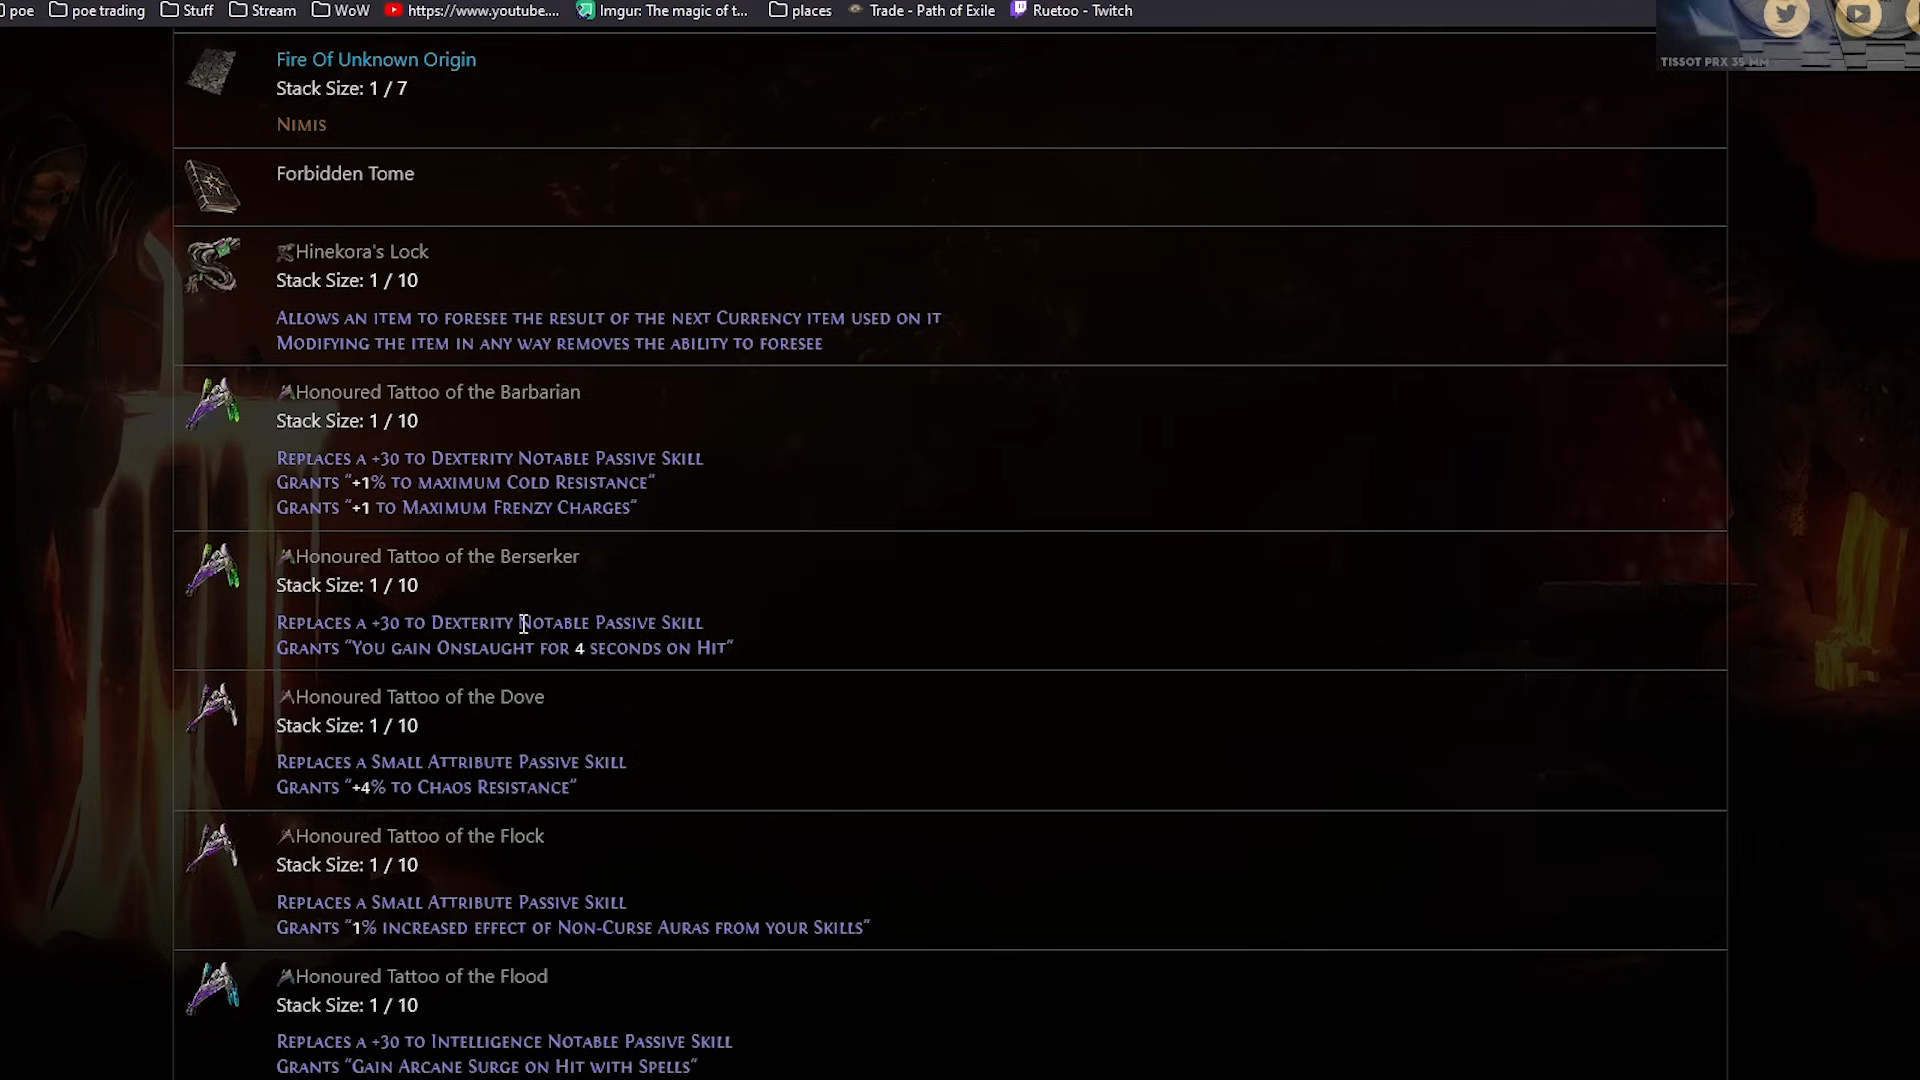 poe poe trading Stuff Stream WoW https://www.youtube.... Imgur: The magic of t... places Trade - Path of Exile Ruetoo - Twitch
TISSOT PRX 35 MM
Fire Of Unknown Origin
Stack Size: 1 / 7
Nimis
Forbidden Tome
Hinekora's Lock
Stack Size: 1 / 10
Allows an item to foresee the result of the next Currency item used on it
Modifying the item in any way removes the ability to foresee
Honoured Tattoo of the Barbarian
Stack Size: 1 / 10
Replaces a +30 to Dexterity Notable Passive Skill
Grants "+1% to maximum Cold Resistance"
Grants "+1 to Maximum Frenzy Charges"
Honoured Tattoo of the Berserker
Stack Size: 1 / 10
Replaces a +30 to Dexterity Notable Passive Skill
Grants "You gain Onslaught for 4 seconds on Hit"
Honoured Tattoo of the Dove
Stack Size: 1 / 10
Replaces a Small Attribute Passive Skill
Grants "+4% to Chaos Resistance"
Honoured Tattoo of the Flock
Stack Size: 1 / 10
Replaces a Small Attribute Passive Skill
Grants "1% increased effect of Non-Curse Auras from your Skills"
Honoured Tattoo of the Flood
Stack Size: 1 / 10
Replaces a +30 to Intelligence Notable Passive Skill
Grants "Gain Arcane Surge on Hit with Spells"